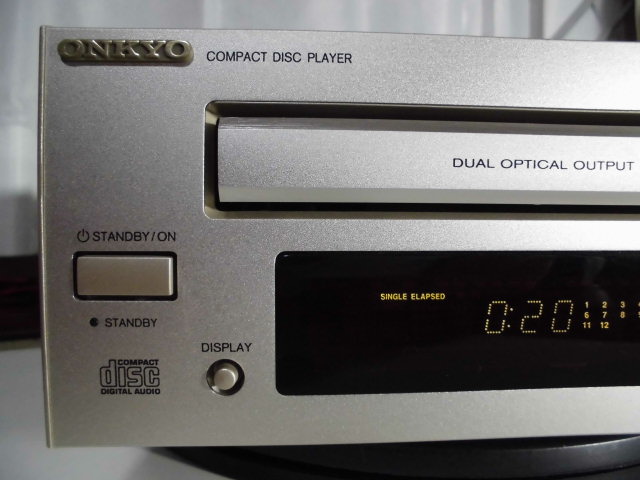 ONKYO COMPACT DISC PLAYER
DUAL OPTICAL OUTPUT
STANDBY/ON
SINGLE ELAPSED
0:20
1 2 3
6 7 8
11 12
STANDBY
DISPLAY
COMPACT
disc
DIGITAL AUDIO